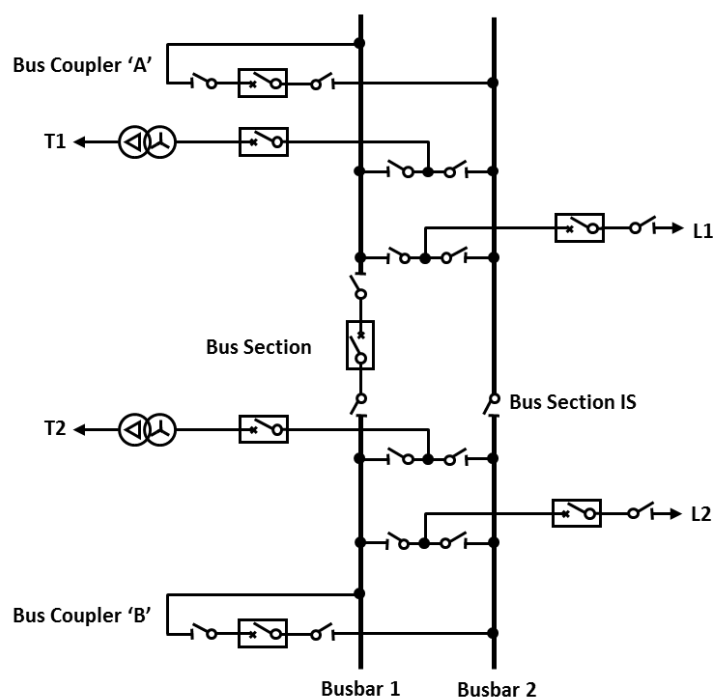 Bus Coupler ‘A’
T1
L1
Bus Section
Bus Section IS
T2
L2
Bus Coupler ‘B’
Busbar 1
Busbar 2